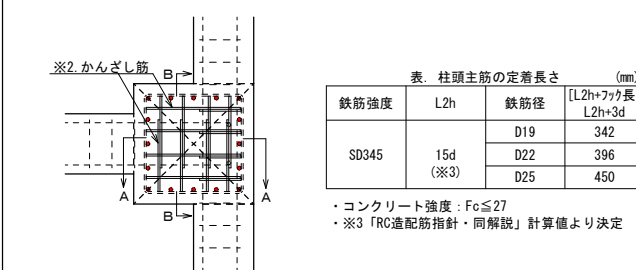 ※2.かんざし筋
B
A
A
B
表. 柱頭主筋の定着長さ (mm)
鉄筋強度 L2h 鉄筋径 [L2h+フック長
L2h+3d
SD345 15d
(※3)
D19 342
D22 396
D25 450
・コンクリート強度：Fc≦27
・※3「RC造配筋指針・同解説」計算値より決定